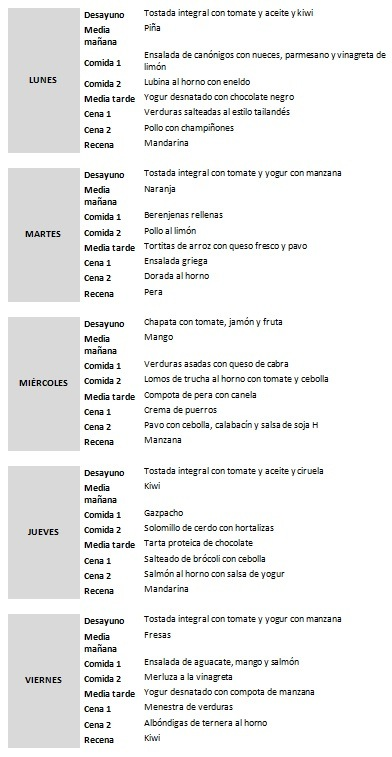 LUNES
Desayuno Tostada integral con tomate y aceite y kiwi
Media mañana Piña
Comida 1 Ensalada de canónigos con nueces, parmesano y vinagreta de
limón
Comida 2 Lubina al horno con eneldo
Media tarde Yogur desnatado con chocolate negro
Cena 1 Verduras salteadas al estilo tailandés
Cena 2 Pollo con champiñones
Recena Mandarina
MARTES
Desayuno Tostada integral con tomate y yogur con manzana
Media mañana Naranja
Comida 1 Berenjenas rellenas
Comida 2 Pollo al limón
Media tarde Tortitas de arroz con queso fresco y pavo
Cena 1 Ensalada griega
Cena 2 Dorada al horno
Recena Pera
MIÉRCOLES
Desayuno Chapata con tomate, jamón y fruta
Media mañana Mango
Comida 1 Verduras asadas con queso de cabra
Comida 2 Lomos de trucha al horno con tomate y cebolla
Media tarde Compota de pera con canela
Cena 1 Crema de puerros
Cena 2 Pavo con cebolla, calabacín y salsa de soja H
Recena Manzana
JUEVES
Desayuno Tostada integral con tomate y aceite y ciruela
Media mañana Kiwi
Comida 1 Gazpacho
Comida 2 Solomillo de cerdo con hortalizas
Media tarde Tarta proteica de chocolate
Cena 1 Salteado de brócoli con cebolla
Cena 2 Salmón al horno con salsa de yogur
Recena Mandarina
VIERNES
Desayuno Tostada integral con tomate y yogur con manzana
Media mañana Fresas
Comida 1 Ensalada de aguacate, mango y salmón
Comida 2 Merluza a la vinagreta
Media tarde Yogur desnatado con compota de manzana
Cena 1 Menestra de verduras
Cena 2 Albóndigas de ternera al horno
Recena Kiwi